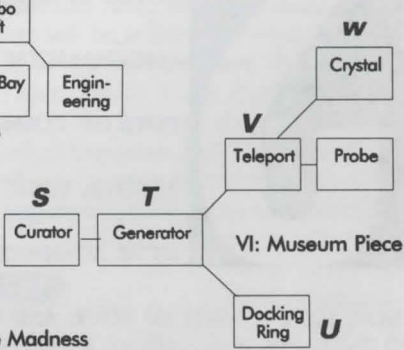 W
Crystal
Bay
Engin-
eering
V
Teleport
Probe
S
T
Curator
Generator
VI: Museum Piece
Docking
Ring
U
Madness